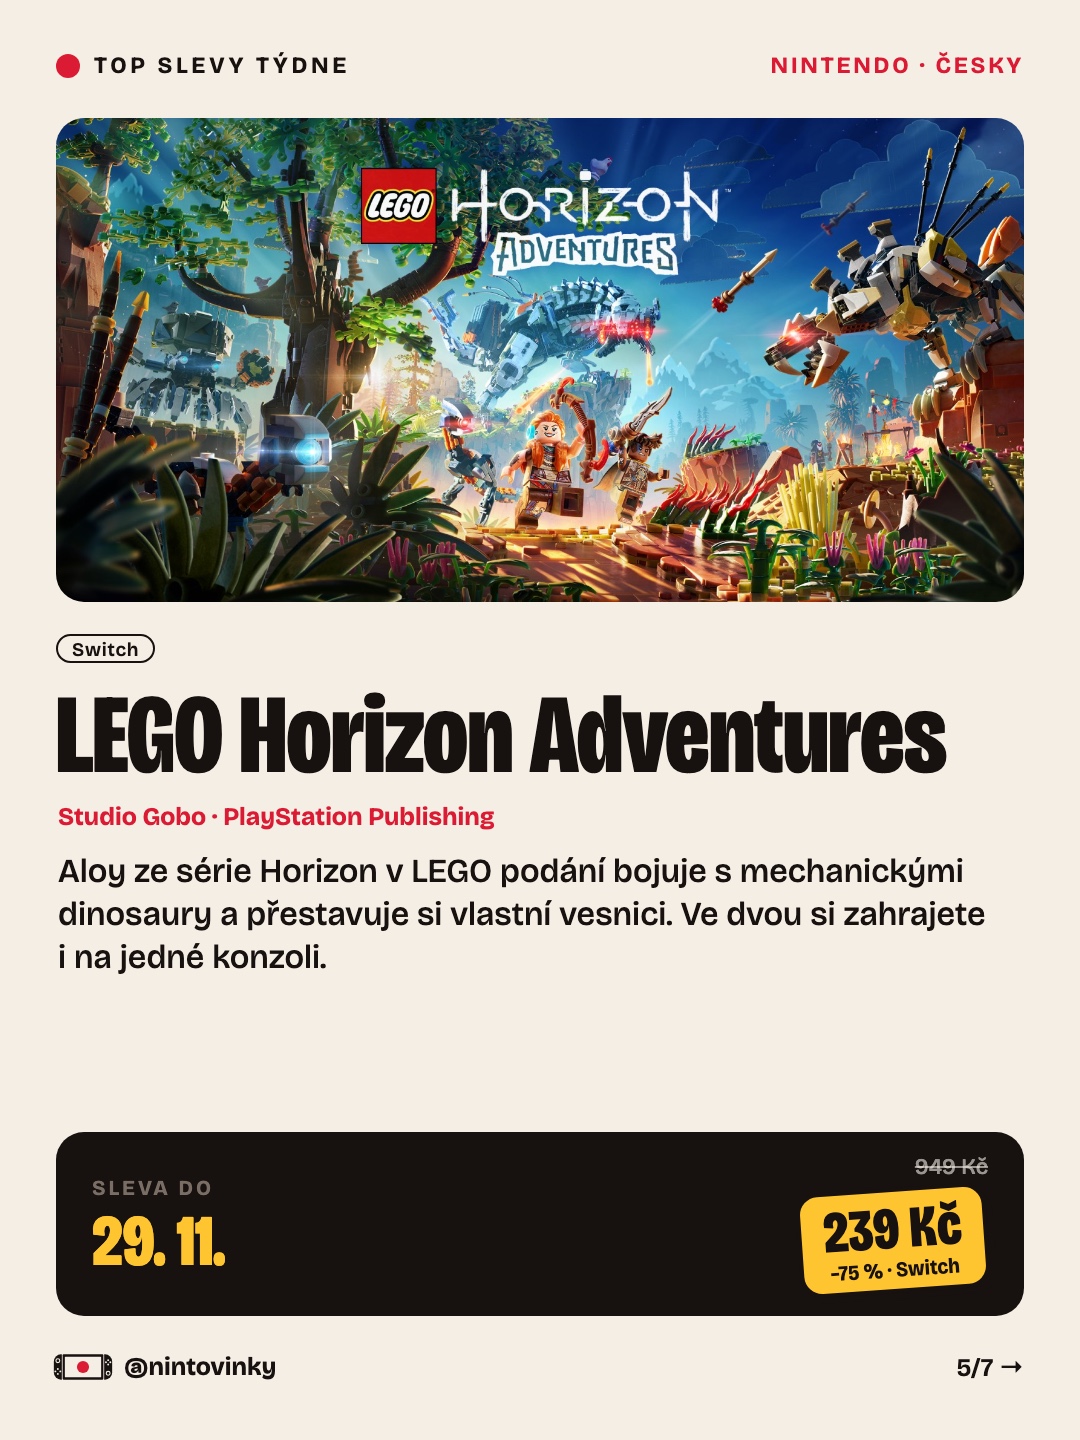 TOP SLEVY TÝDNE
NINTENDO · ČESKY
LEGO HORIZON ™
ADVENTURES
Switch
LEGO Horizon Adventures
Studio Gobo · PlayStation Publishing
Aloy ze série Horizon v LEGO podání bojuje s mechanickými
dinosaury a přestavuje si vlastní vesnici. Ve dvou si zahrajete
i na jedné konzoli.
SLEVA DO
29. 11.
949 Kč
239 Kč
-75 % · Switch
@nintovinky
5/7 →